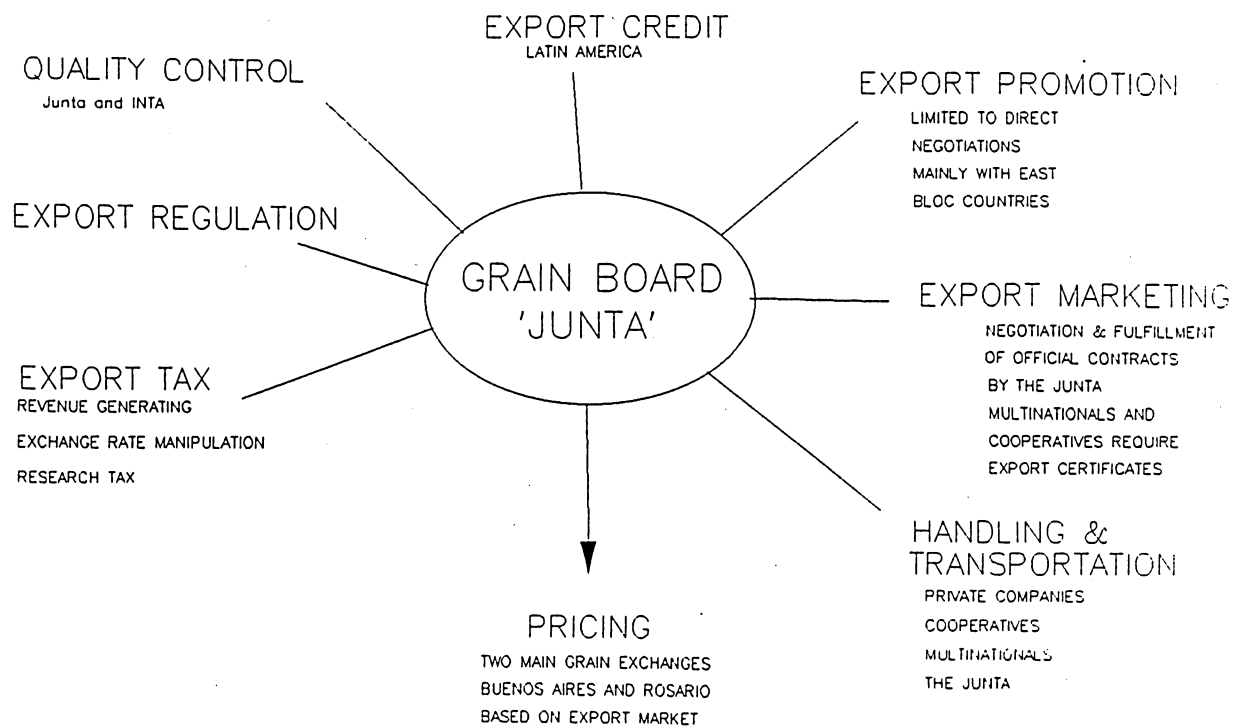 EXPORT CREDIT
LATIN AMERICA
QUALITY CONTROL
Junta and INTA
EXPORT PROMOTION
LIMITED TO DIRECT
NEGOTIATIONS
MAINLY WITH EAST
BLOC COUNTRIES
EXPORT REGULATION
GRAIN BOARD
'JUNTA'
EXPORT MARKETING
NEGOTIATION & FULFILLMENT
OF OFFICIAL CONTRACTS
BY THE JUNTA
MULTINATIONALS AND
COOPERATIVES REQUIRE
EXPORT CERTIFICATES
EXPORT TAX
REVENUE GENERATING
EXCHANGE RATE MANIPULATION
RESEARCH TAX
HANDLING &
TRANSPORTATION
PRIVATE COMPANIES
COOPERATIVES
MULTINATIONALS
THE JUNTA
PRICING
TWO MAIN GRAIN EXCHANGES
BUENOS AIRES AND ROSARIO
BASED ON EXPORT MARKET